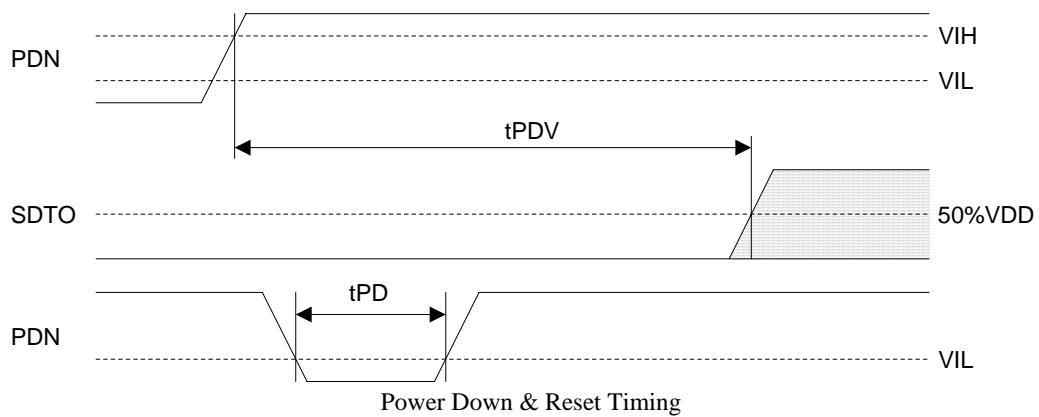 VIH
PDN
VIL
tPDV
SDTO
50%VDD
tPD
PDN
VIL
Power Down & Reset Timing